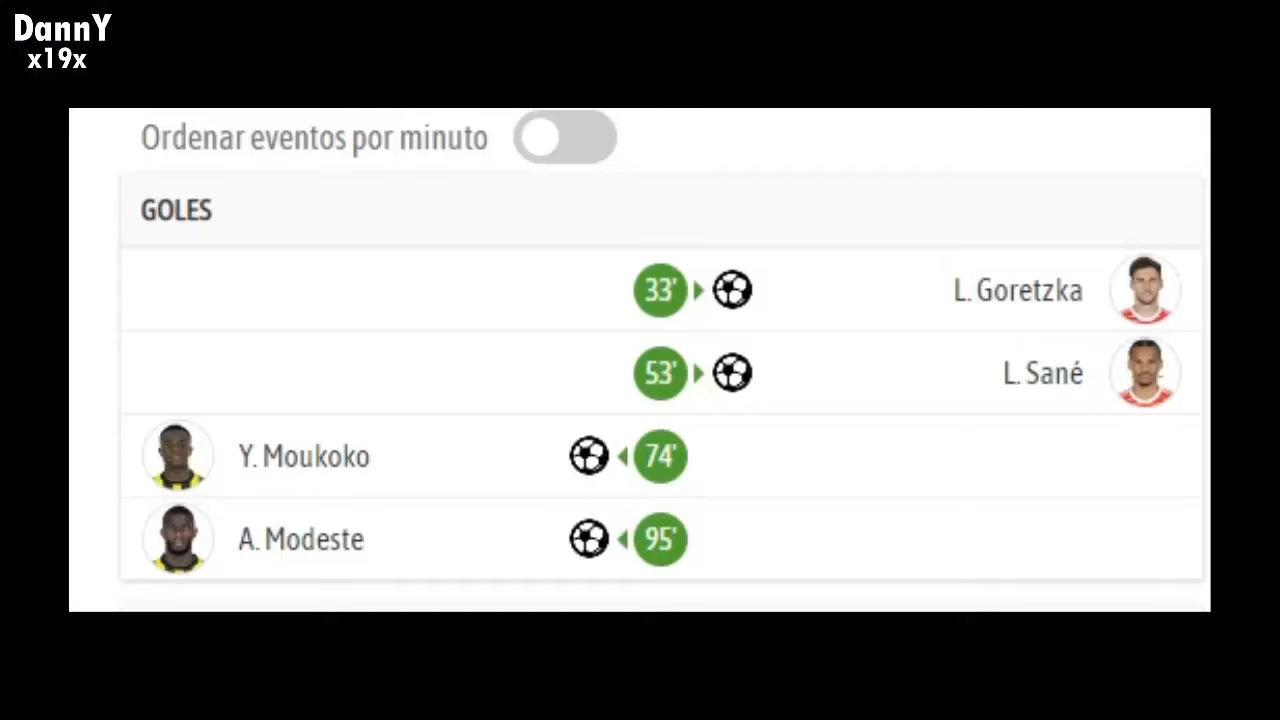 DannY
x19x
Ordenar eventos por minuto
GOLES
33' L. Goretzka
53' L. Sané
Y. Moukoko 74'
A. Modeste 95'